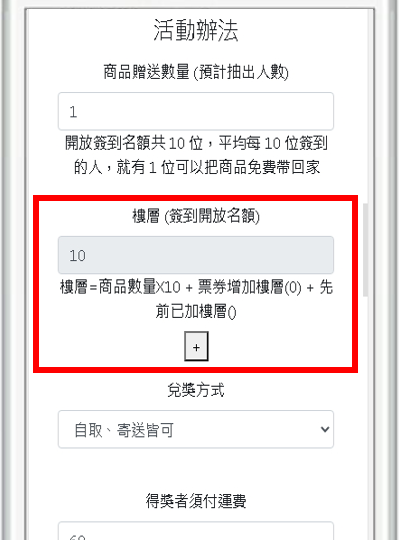 活動辦法
商品贈送數量 (預計抽出人數)
1
開放簽到名額共 10 位，平均每 10 位簽到
的人，就有 1 位可以把商品免費帶回家
樓層 (簽到開放名額)
10
樓層=商品數量X10 + 票券增加樓層(0) + 先
前已加樓層()
+
兌獎方式
自取、寄送皆可
得獎者須付運費
60